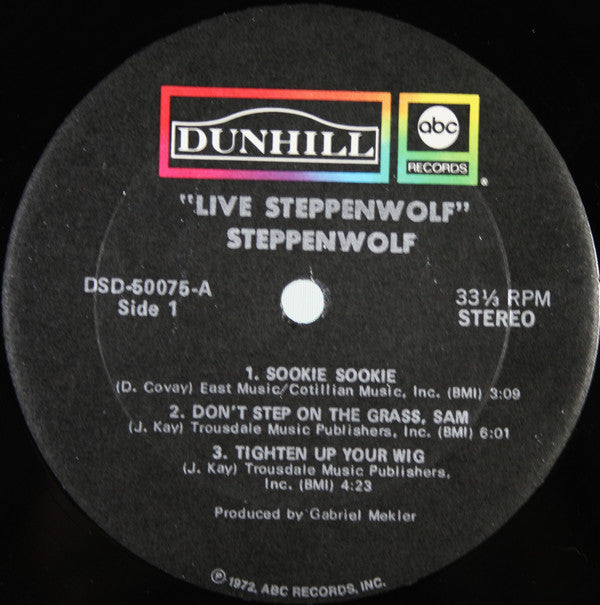 DUNHILL
abc
RECORDS
®
"LIVE STEPPENWOLF"
STEPPENWOLF
DSD-50075-A
Side 1
33⅓ RPM
STEREO
1. SOOKIE SOOKIE
(D. Covay) East Music/Cotillian Music, Inc. (BMI) 3:09
2. DON'T STEP ON THE GRASS, SAM
(J. Kay) Trousdale Music Publishers, Inc. (BMI) 6:01
3. TIGHTEN UP YOUR WIG
(J. Kay) Trousdale Music Publishers,
Inc. (BMI) 4:23
Produced by Gabriel Mekler
℗ 1972, ABC RECORDS, INC.